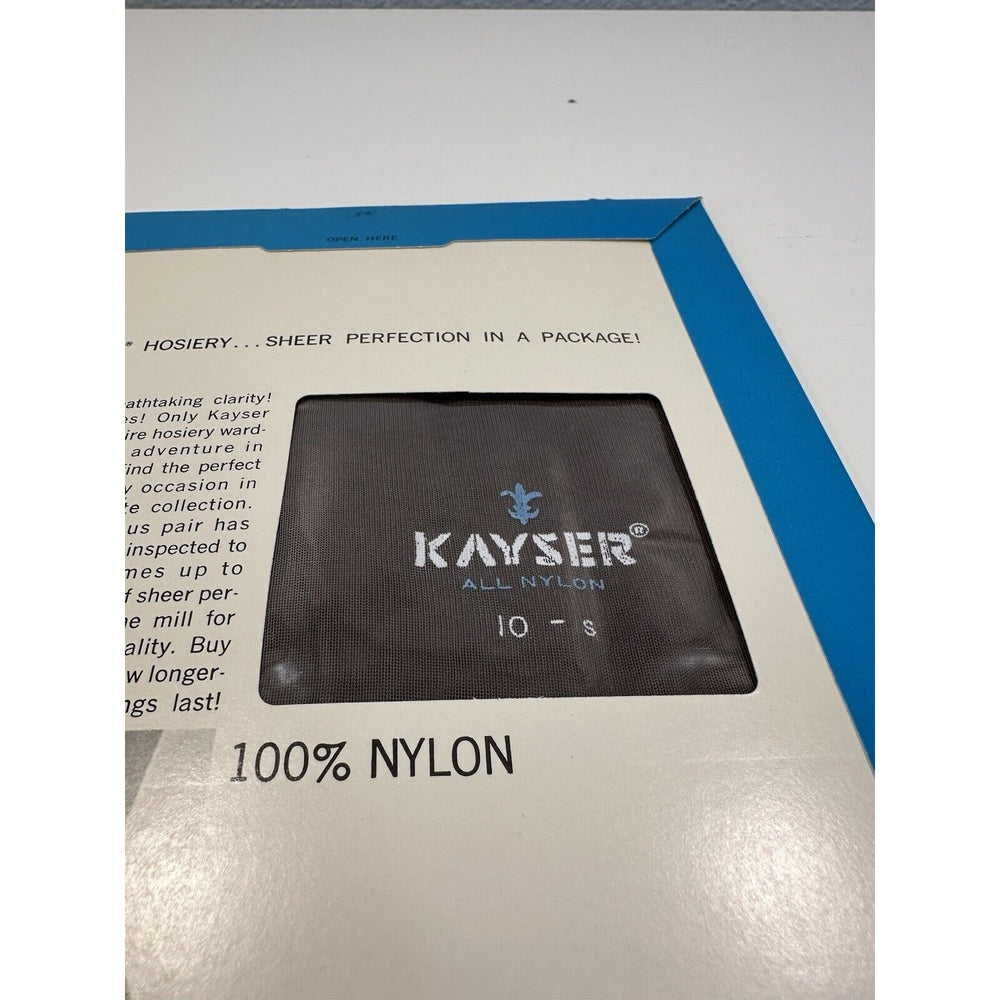 OPEN HERE
® HOSIERY... SHEER PERFECTION IN A PACKAGE!
athtaking clarity!
es! Only Kayser
ire hosiery ward-
adventure in
find the perfect
y occasion in
te collection.
us pair has
inspected to
mes up to
f sheer per-
e mill for
ality. Buy
w longer-
ngs last!
KAYSER®
ALL NYLON
10 - S
100% NYLON